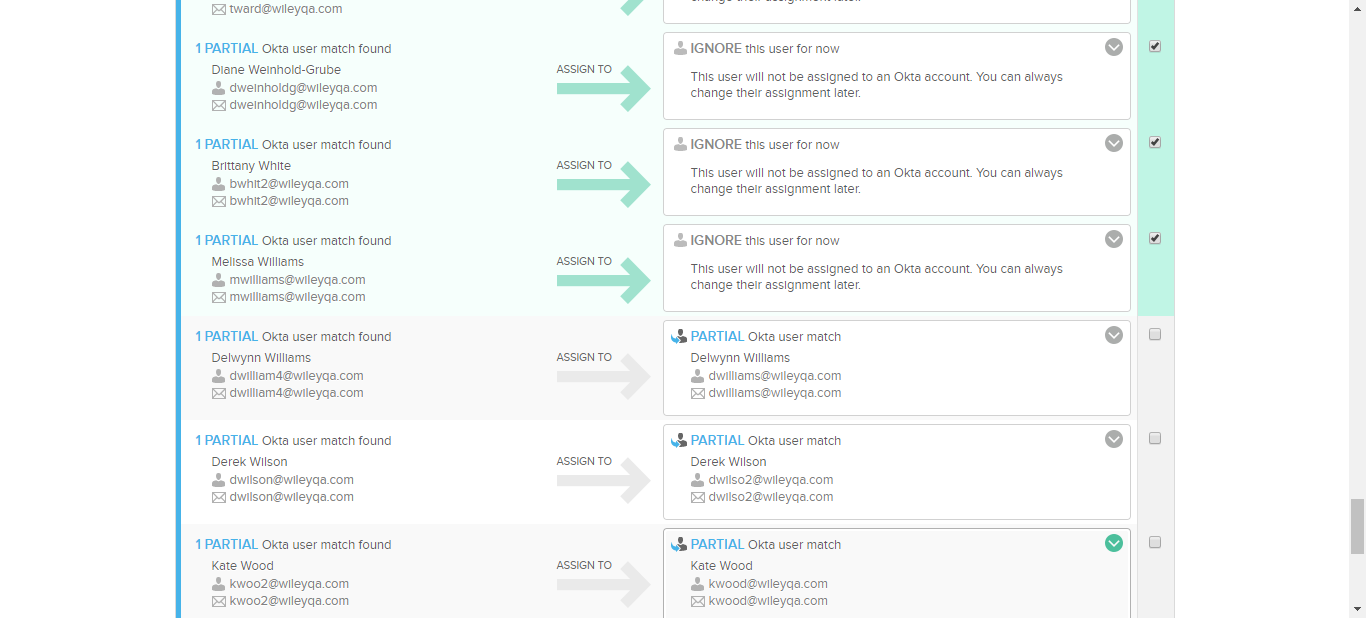 tward@wileyqa.com
change their assignment later.
1 PARTIAL Okta user match found
Diane Weinhold-Grube
dweinholdg@wileyqa.com
dweinholdg@wileyqa.com
ASSIGN TO
IGNORE this user for now
This user will not be assigned to an Okta account. You can always
change their assignment later.
1 PARTIAL Okta user match found
Brittany White
bwhit2@wileyqa.com
bwhit2@wileyqa.com
ASSIGN TO
IGNORE this user for now
This user will not be assigned to an Okta account. You can always
change their assignment later.
1 PARTIAL Okta user match found
Melissa Williams
mwilliams@wileyqa.com
mwilliams@wileyqa.com
ASSIGN TO
IGNORE this user for now
This user will not be assigned to an Okta account. You can always
change their assignment later.
1 PARTIAL Okta user match found
Delwynn Williams
dwilliam4@wileyqa.com
dwilliam4@wileyqa.com
ASSIGN TO
PARTIAL Okta user match
Delwynn Williams
dwilliams@wileyqa.com
dwilliams@wileyqa.com
1 PARTIAL Okta user match found
Derek Wilson
dwilson@wileyqa.com
dwilson@wileyqa.com
ASSIGN TO
PARTIAL Okta user match
Derek Wilson
dwilso2@wileyqa.com
dwilso2@wileyqa.com
1 PARTIAL Okta user match found
Kate Wood
kwoo2@wileyqa.com
kwoo2@wileyqa.com
ASSIGN TO
PARTIAL Okta user match
Kate Wood
kwood@wileyqa.com
kwood@wileyqa.com